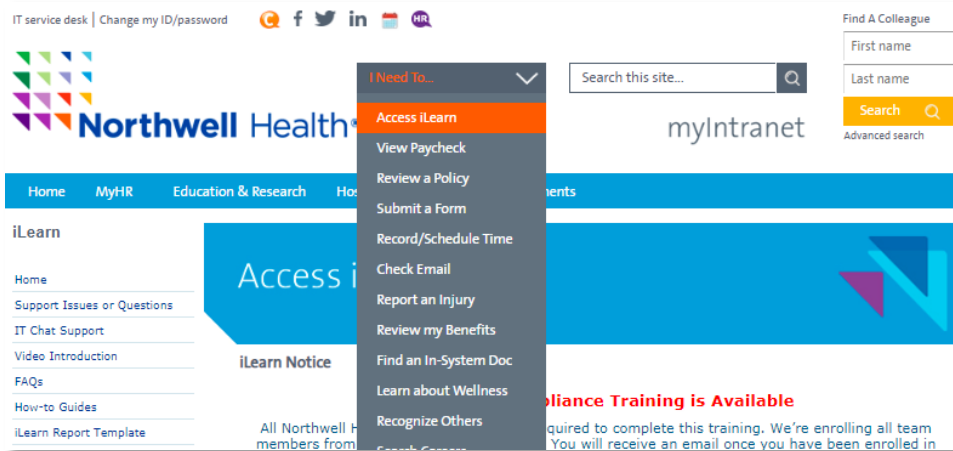 IT service desk | Change my ID/password
HR
Find A Colleague
First name
Last name
Search
Advanced search
Northwell Health®
I Need To...
Search this site...
myIntranet
Access iLearn
View Paycheck
Review a Policy
Submit a Form
Record/Schedule Time
Check Email
Report an Injury
Review my Benefits
Find an In-System Doc
Learn about Wellness
Recognize Others
Search Careers
Home MyHR Education & Research
iLearn
Home
Support Issues or Questions
IT Chat Support
Video Introduction
FAQs
How-to Guides
iLearn Report Template
Access
iLearn Notice
Training is Available
All Northwell to complete this training. We're enrolling all team
members from You will receive an email once you have been enrolled in